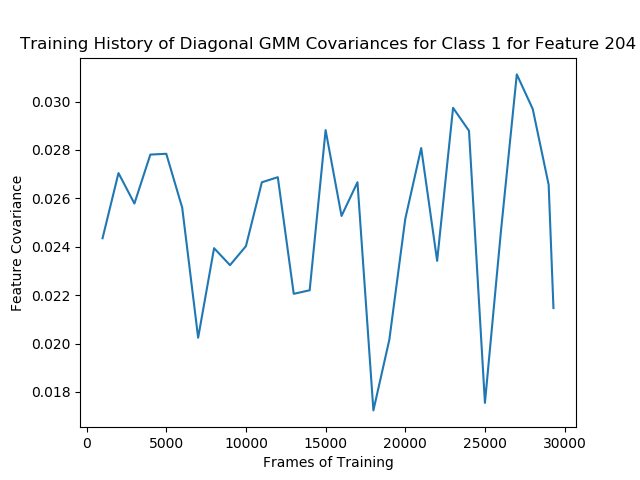 Training History of Diagonal GMM Covariances for Class 1 for Feature 204
0.030
0.028
0.026
0.024
0.022
0.020
0.018
Feature Covariance
0 5000 10000 15000 20000 25000 30000
Frames of Training